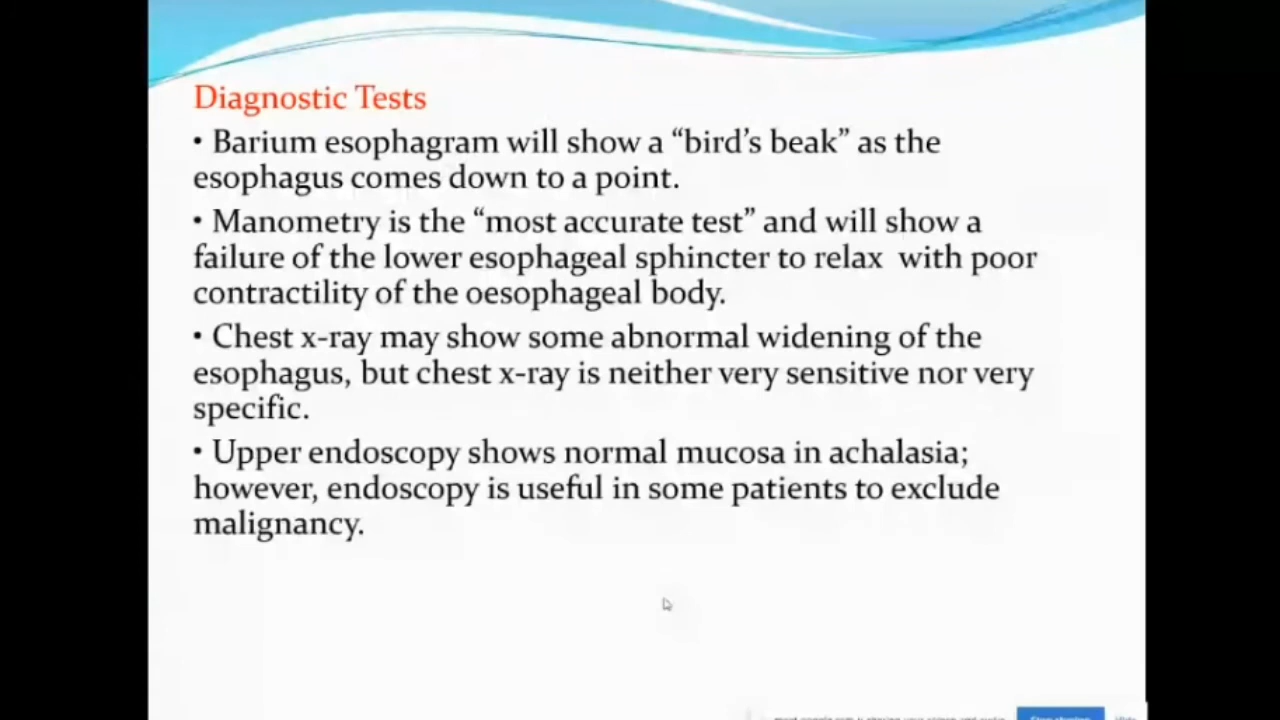 Diagnostic Tests
• Barium esophagram will show a “bird’s beak” as the
esophagus comes down to a point.
• Manometry is the “most accurate test” and will show a
failure of the lower esophageal sphincter to relax  with poor
contractility of the oesophageal body.
• Chest x-ray may show some abnormal widening of the
esophagus, but chest x-ray is neither very sensitive nor very
specific.
• Upper endoscopy shows normal mucosa in achalasia;
however, endoscopy is useful in some patients to exclude
malignancy.